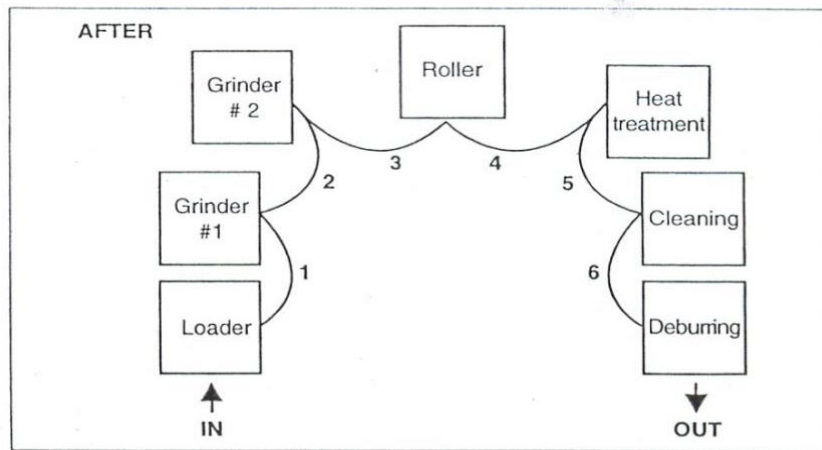 AFTER
Grinder
# 2
Roller
Heat
treatment
3
4
2
5
Grinder
#1
Cleaning
1
6
Loader
Deburring
IN
OUT